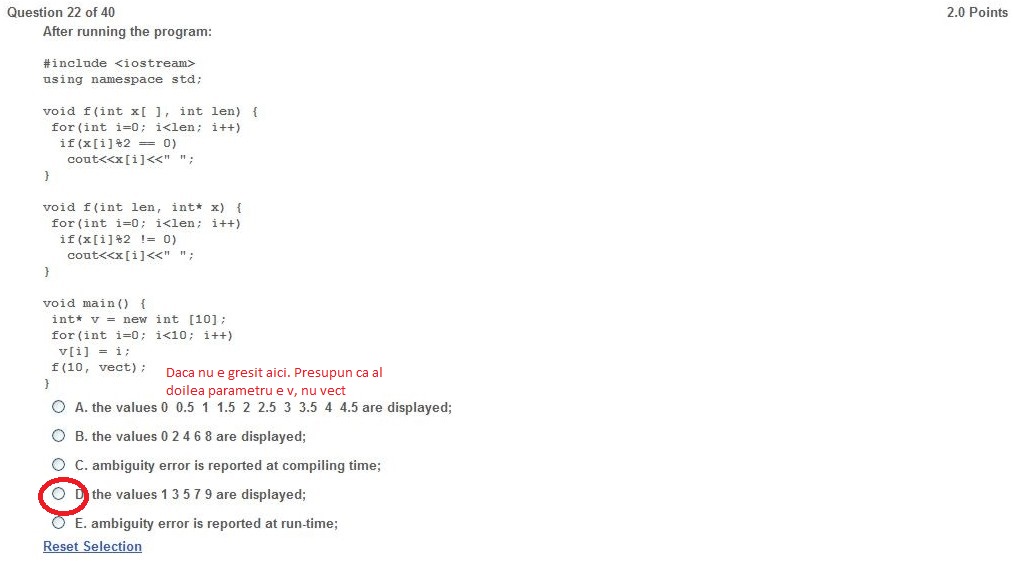 Question 22 of 40
2.0 Points
After running the program:
#include <iostream>
using namespace std;
void f(int x[ ], int len) {
for(int i=0; i<len; i++)
if(x[i]%2 == 0)
cout<<x[i]<<" ";
}
void f(int len, int* x) {
for(int i=0; i<len; i++)
if(x[i]%2 != 0)
cout<<x[i]<<" ";
}
void main() {
int* v = new int [10];
for(int i=0; i<10; i++)
v[i] = i;
f(10, vect);
}
Daca nu e gresit aici. Presupun ca al
doilea parametru e v, nu vect
A. the values 0 0.5 1 1.5 2 2.5 3 3.5 4 4.5 are displayed;
B. the values 0 2 4 6 8 are displayed;
C. ambiguity error is reported at compiling time;
D. the values 1 3 5 7 9 are displayed;
E. ambiguity error is reported at run-time;
Reset Selection